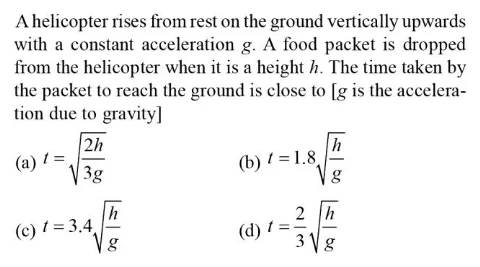 A helicopter rises from rest on the ground vertically upwards
with a constant acceleration g. A food packet is dropped
from the helicopter when it is a height h. The time taken by
the packet to reach the ground is close to [g is the accelera-
tion due to gravity]
(a) t = √(2h/3g) (b) t = 1.8√(h/g)
(c) t = 3.4√(h/g) (d) t = 2/3√(h/g)